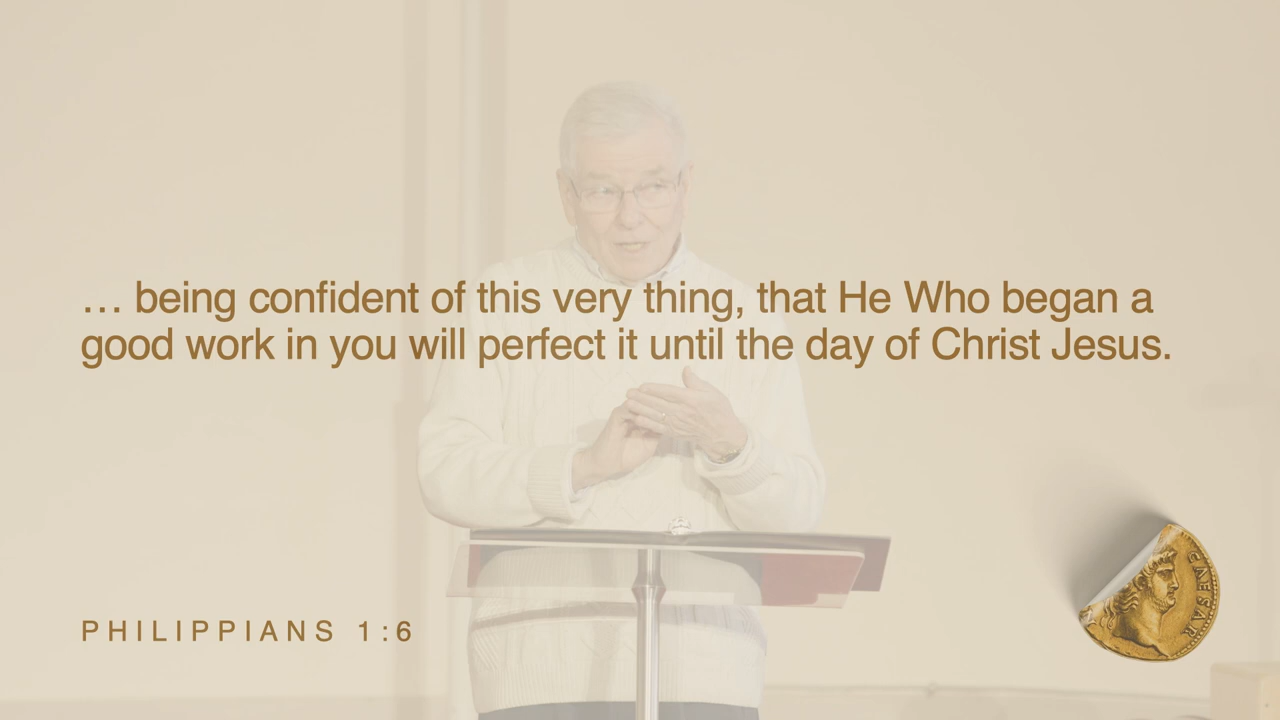 … being confident of this very thing, that He Who began a
good work in you will perfect it until the day of Christ Jesus.
PHILIPPIANS 1:6
CAESAR